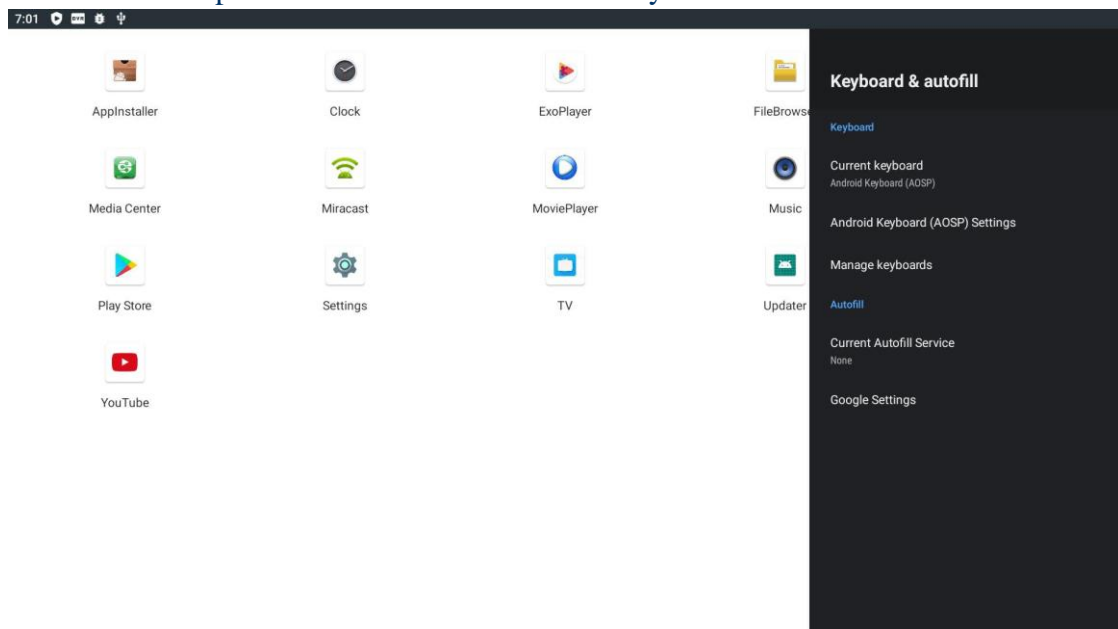 7:01
AppInstaller
Clock
ExoPlayer
FileBrowse
Media Center
Miracast
MoviePlayer
Music
Play Store
Settings
TV
Updater
YouTube
Keyboard & autofill
Keyboard
Current keyboard
Android Keyboard (AOSP)
Android Keyboard (AOSP) Settings
Manage keyboards
Autofill
Current Autofill Service
None
Google Settings